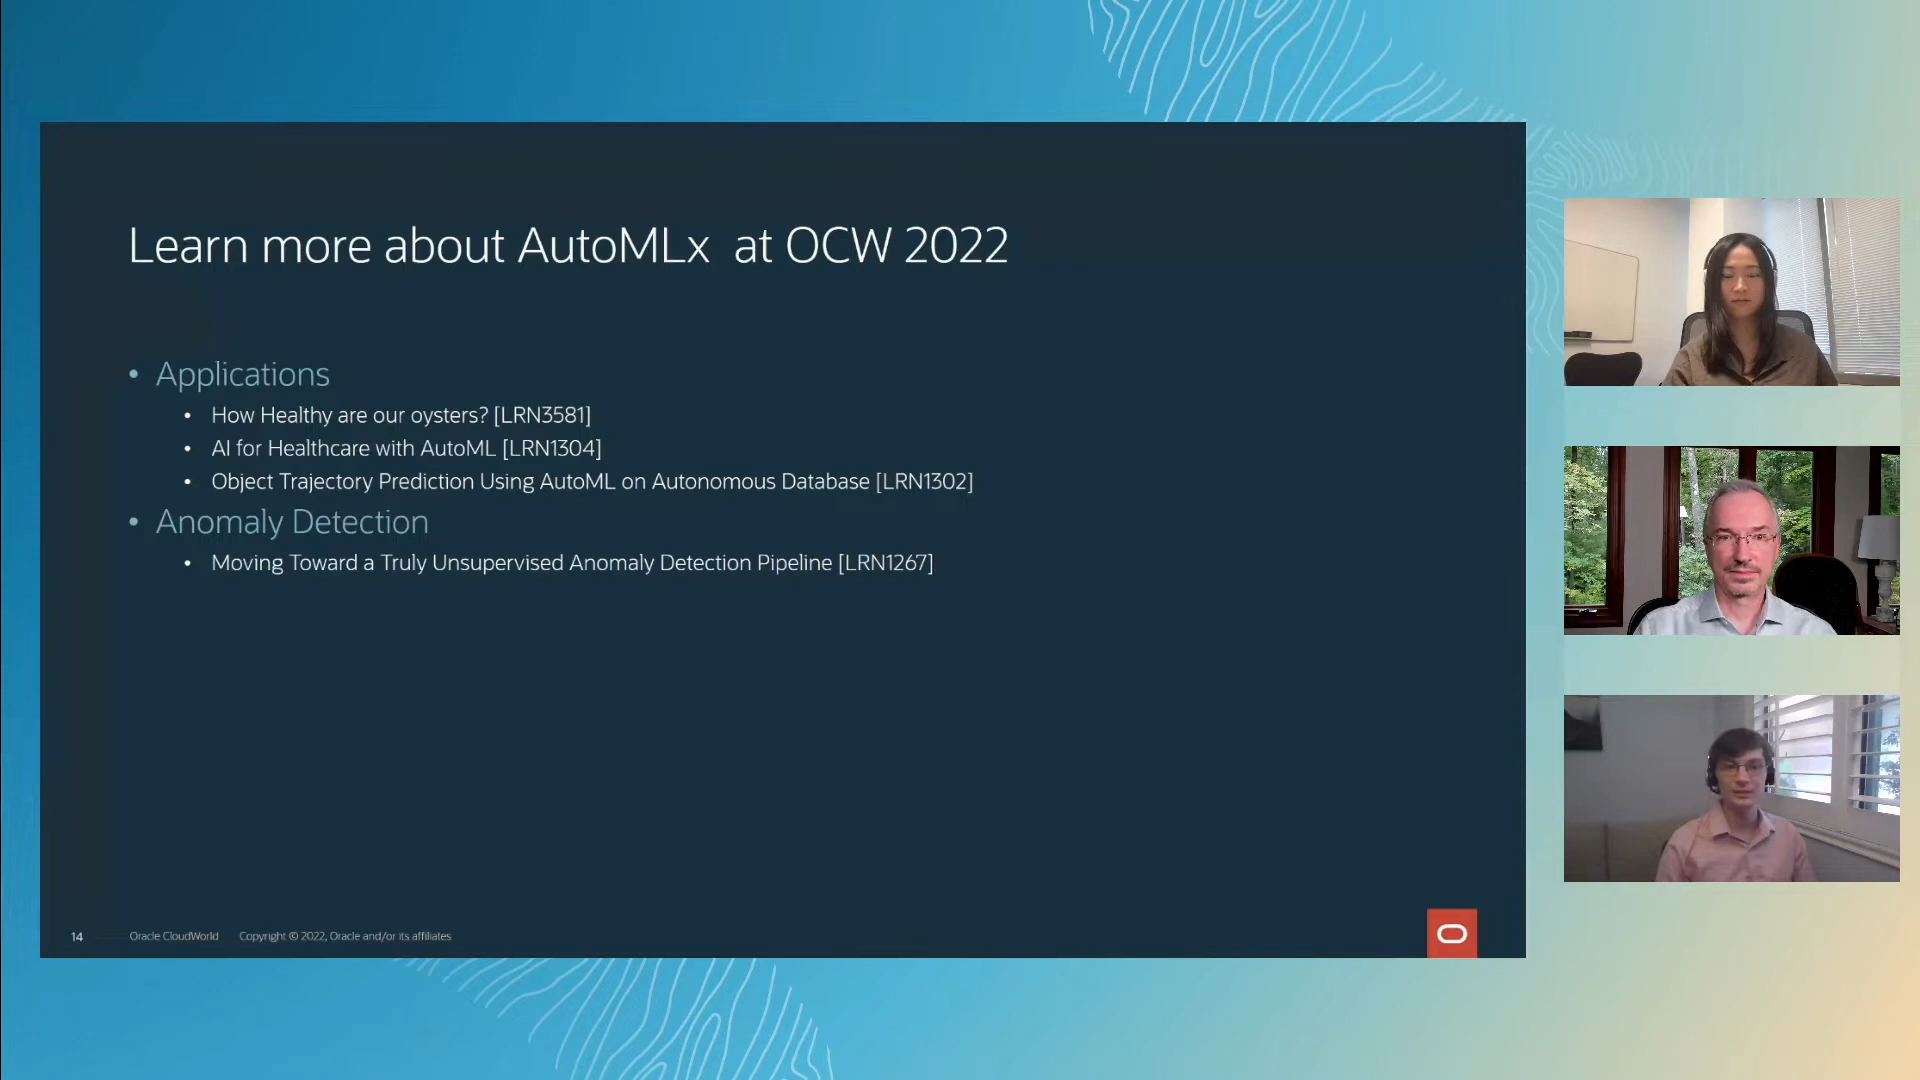 Learn more about AutoMLx at OCW 2022
• Applications
• How Healthy are our oysters? [LRN3581]
• AI for Healthcare with AutoML [LRN1304]
• Object Trajectory Prediction Using AutoML on Autonomous Database [LRN1302]
• Anomaly Detection
• Moving Toward a Truly Unsupervised Anomaly Detection Pipeline [LRN1267]
14 Oracle CloudWorld Copyright © 2022, Oracle and/or its affiliates